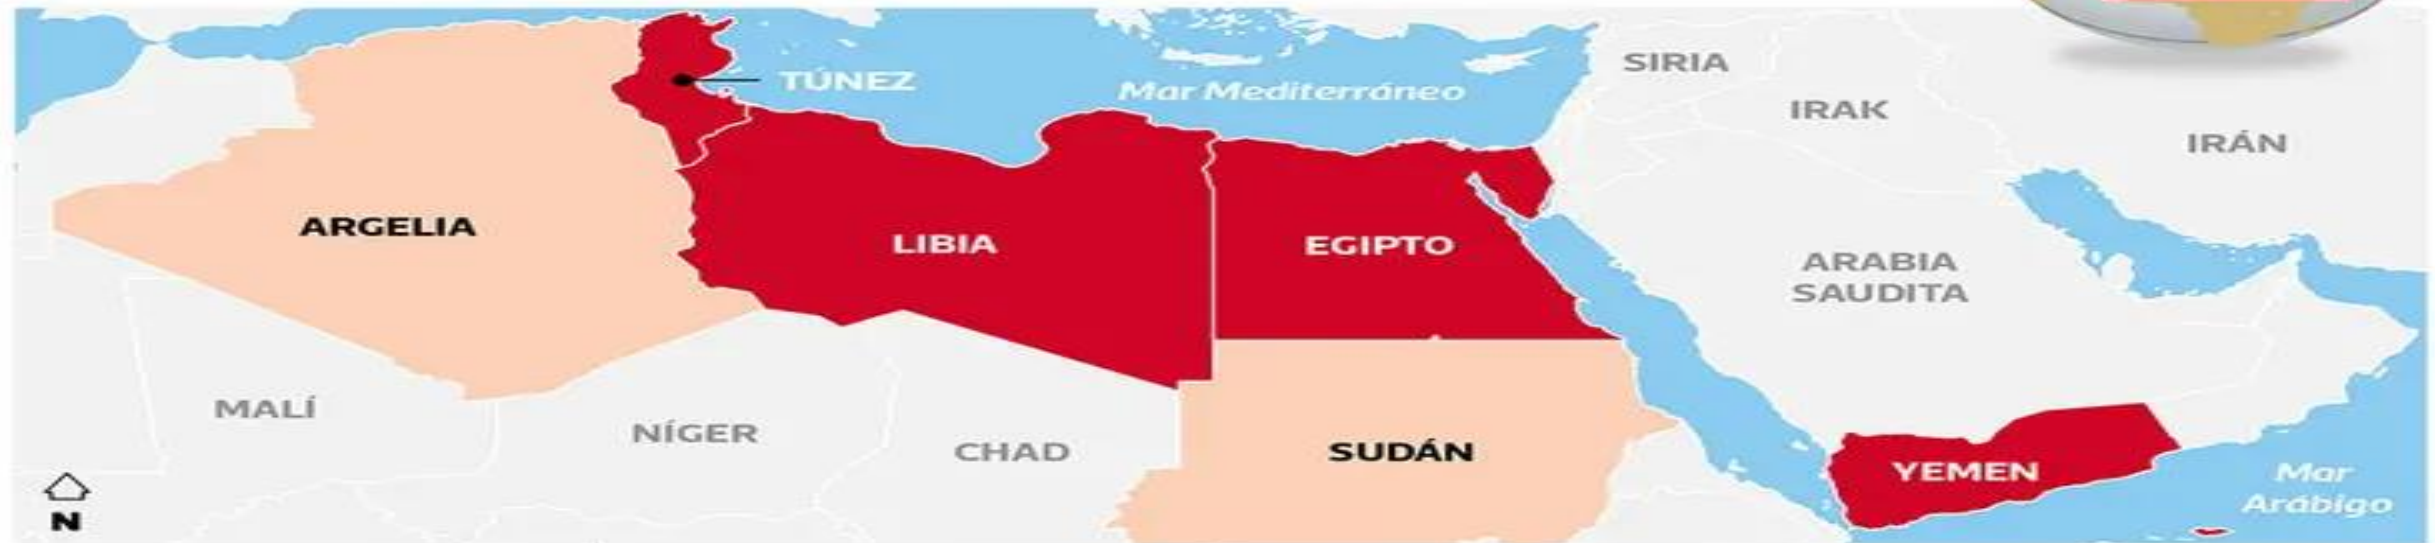 SIRIA
TÚNEZ
Mar Mediterráneo
IRAK
IRÁN
ARGELIA
LIBIA
EGIPTO
ARABIA
SAUDITA
MALÍ
NÍGER
CHAD
SUDÁN
YEMEN
Mar
Arábigo
N